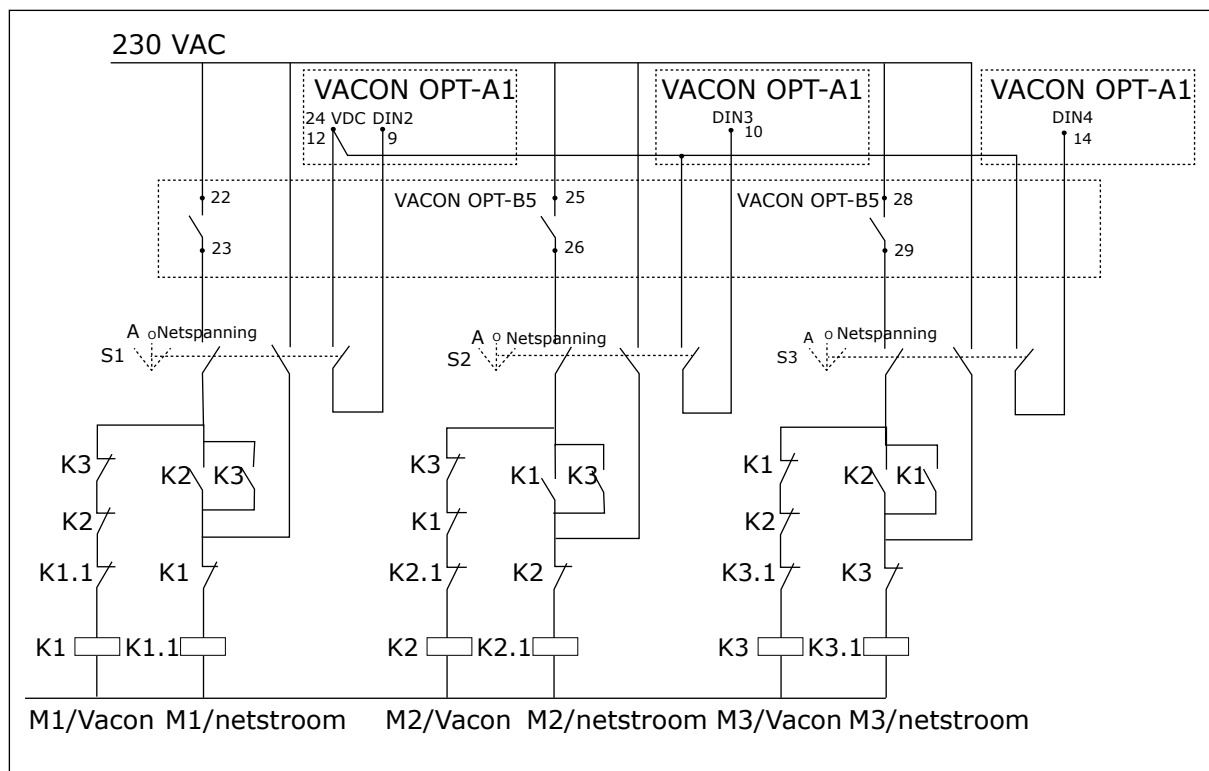 230 VAC
VACON OPT-A1
VACON OPT-A1
VACON OPT-A1
24 VDC DIN2
DIN3
DIN4
12 9
10
14
22
VACON OPT-B5
25
VACON OPT-B5
28
23
26
29
A O Netspanning
A O Netspanning
A O Netspanning
S1
S2
S3
K3
K2
K3
K3
K1
K3
K1
K2
K1
K2
K1
K2
K1.1
K1
K2.1
K2
K3.1
K3
K1
K1.1
K2
K2.1
K3
K3.1
M1/Vacon M1/netstroom M2/Vacon M2/netstroom M3/Vacon M3/netstroom